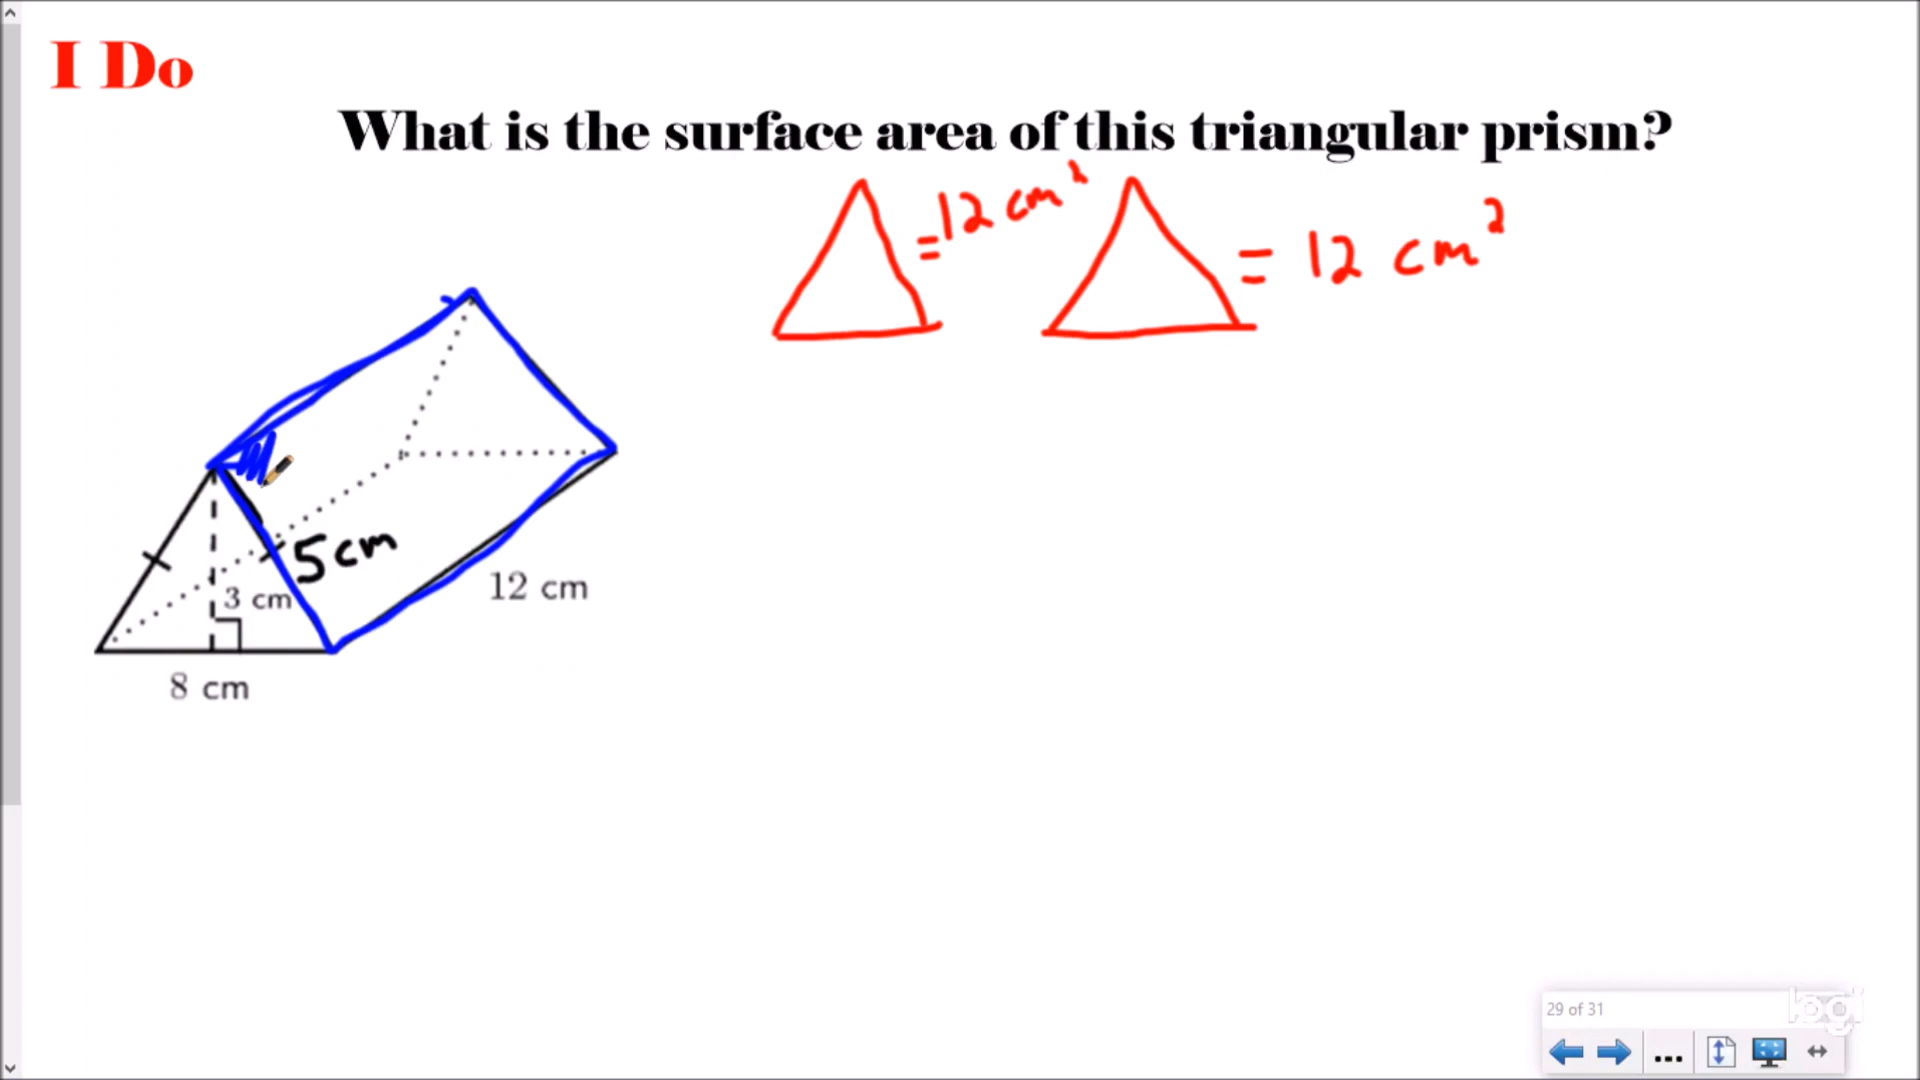 I Do
What is the surface area of this triangular prism?
=12 cm²
= 12 cm²
5cm
3 cm
12 cm
8 cm
29 of 31
logi
...